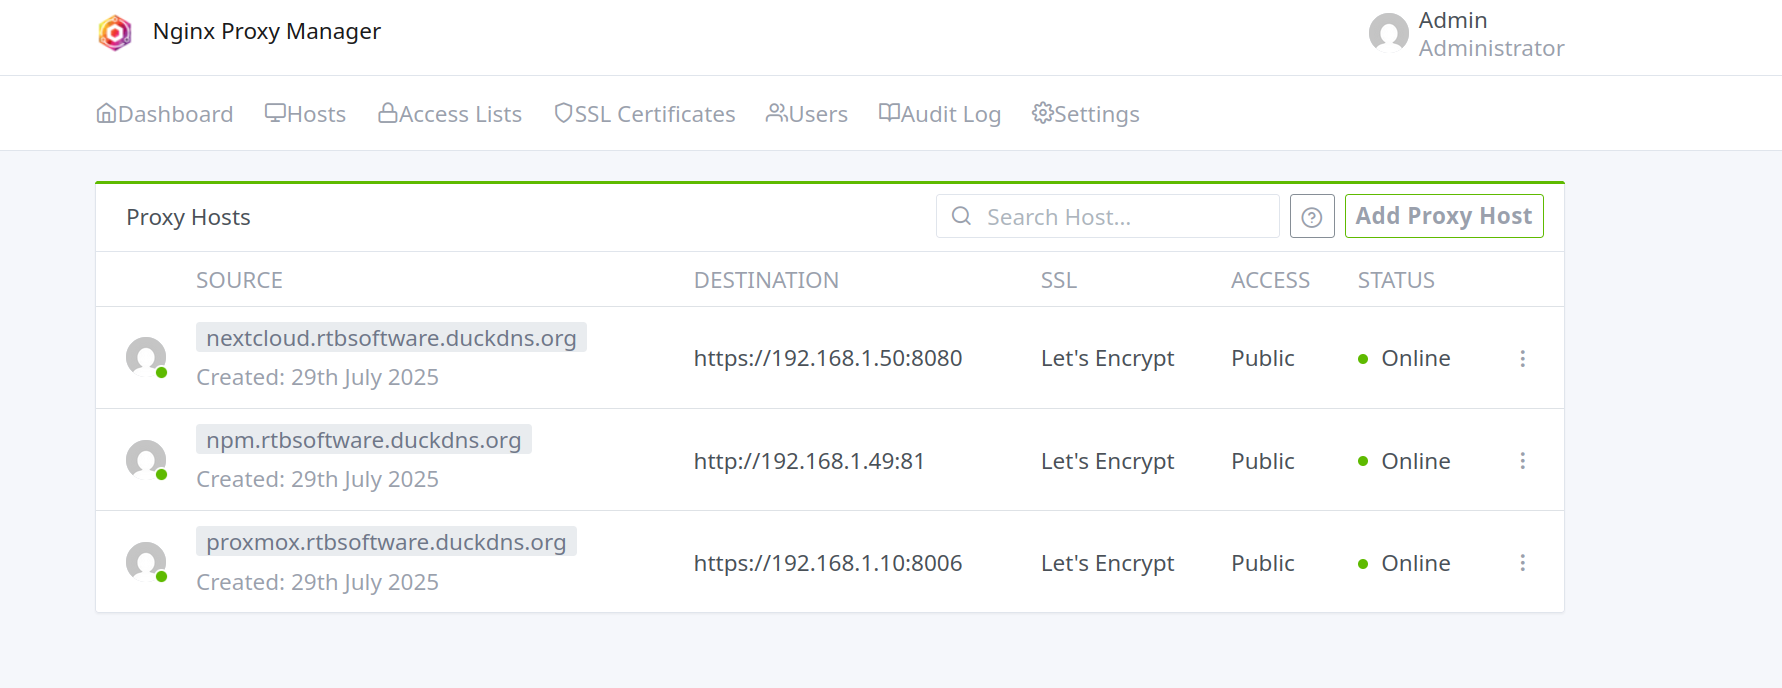 Nginx Proxy Manager
Admin
Administrator
Dashboard Hosts Access Lists SSL Certificates Users Audit Log Settings
Proxy Hosts Search Host... Add Proxy Host
SOURCE DESTINATION SSL ACCESS STATUS
nextcloud.rtbsoftware.duckdns.org
Created: 29th July 2025
https://192.168.1.50:8080 Let's Encrypt Public Online
npm.rtbsoftware.duckdns.org
Created: 29th July 2025
http://192.168.1.49:81 Let's Encrypt Public Online
proxmox.rtbsoftware.duckdns.org
Created: 29th July 2025
https://192.168.1.10:8006 Let's Encrypt Public Online